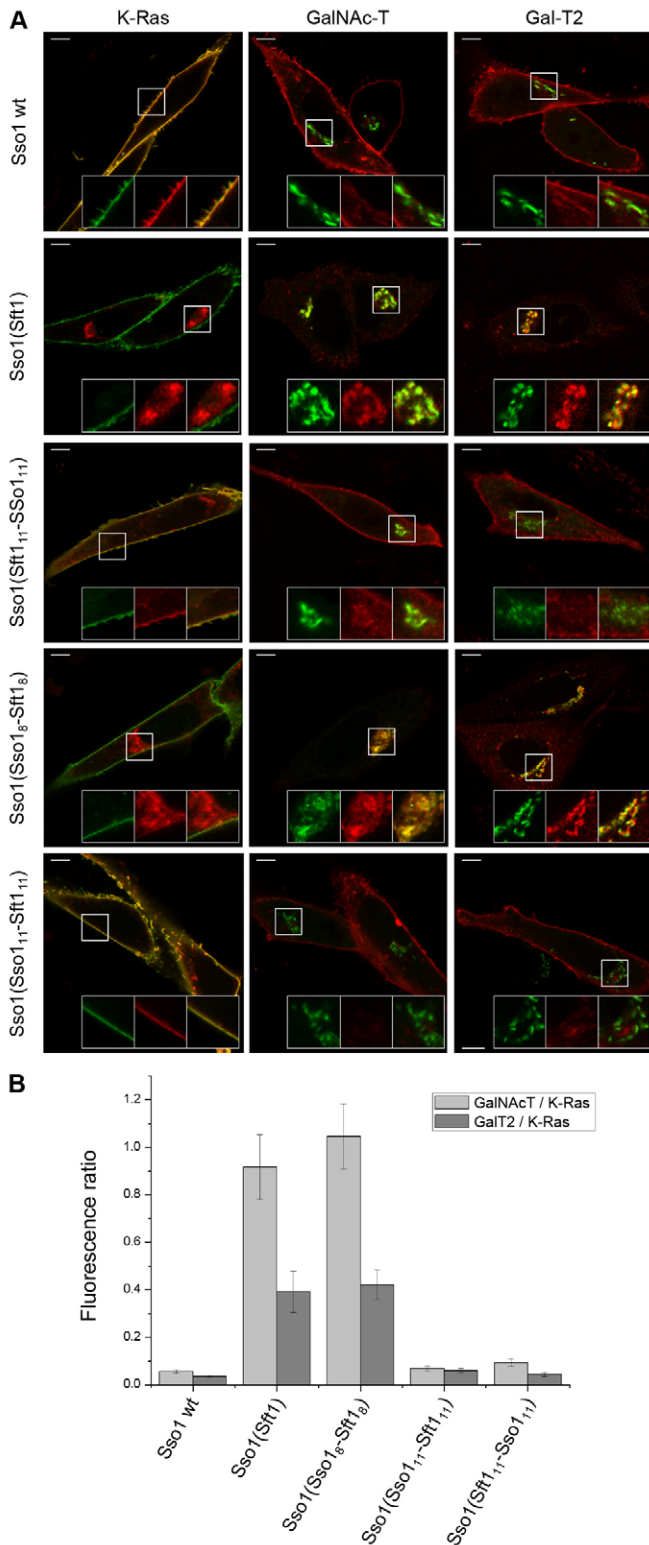 A
K-Ras
GalNAc-T
Gal-T2
Sso1 wt
Sso1(Sft1)
Sso1(Sft1₁₁-SSo1₁₁)
Sso1(Sso1₈-Sft1₈)
Sso1(Sso1₁₁-Sft1₁₁)
B
Fluorescence ratio
1.2
1.0
0.8
0.6
0.4
0.2
0.0
GalNAcT / K-Ras
GalT2 / K-Ras
Sso1 wt
Sso1(Sft1)
Sso1(Sso1₈-Sft1₈)
Sso1(Sso1₁₁-Sft1₁₁)
Sso1(Sft1₁₁-Sso1₁₁)